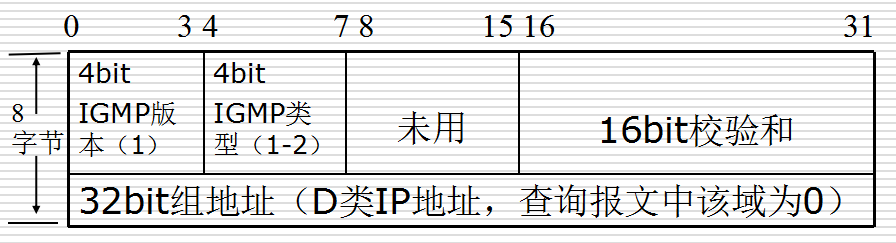 0 3 4 7 8 15 16 31
4bit
IGMP版
本（1）
4bit
IGMP类
型（1-2）
未用
16bit校验和
8
字节
32bit组地址（D类IP地址，查询报文中该域为0）